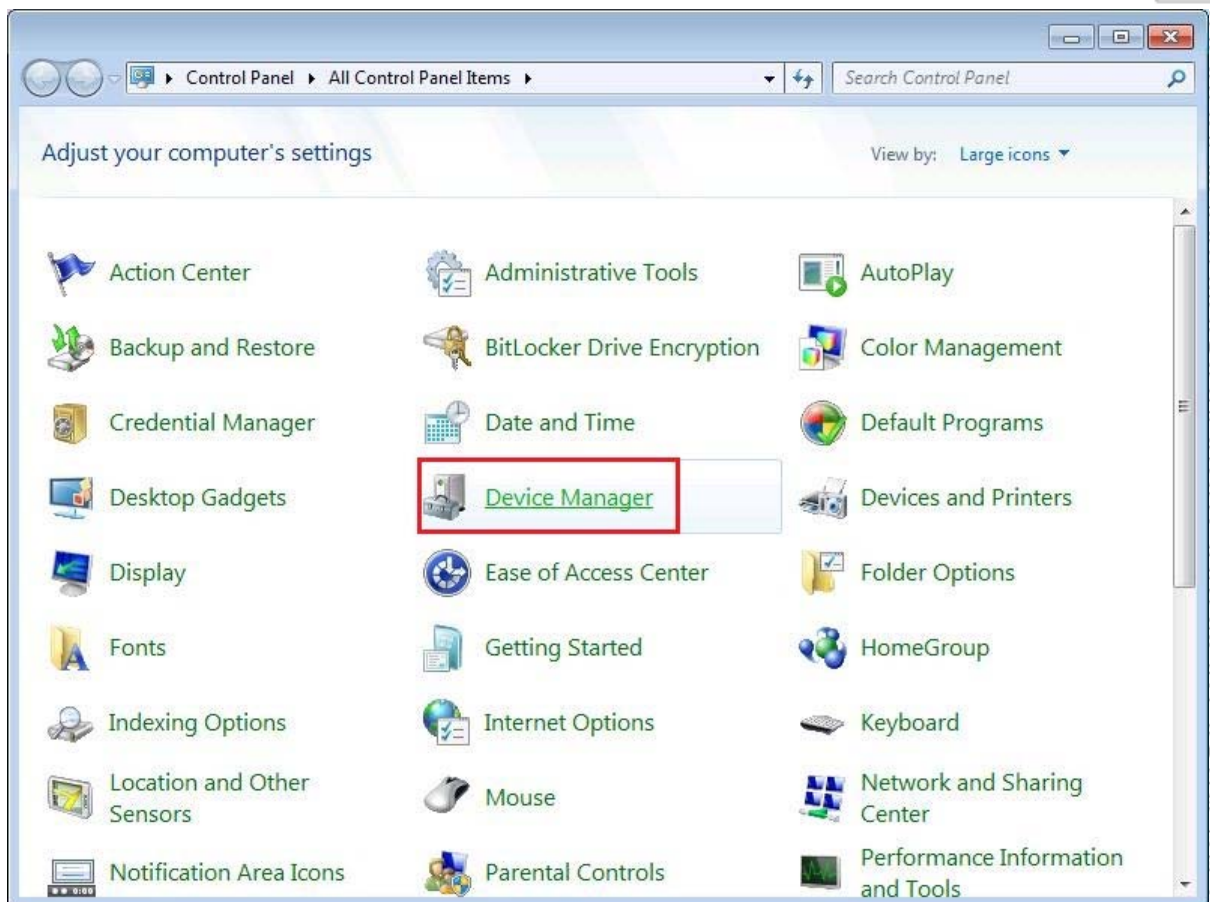 Control Panel All Control Panel Items
Search Control Panel
Adjust your computer's settings
View by: Large icons
Action Center
Administrative Tools
AutoPlay
Backup and Restore
BitLocker Drive Encryption
Color Management
Credential Manager
Date and Time
Default Programs
Desktop Gadgets
Device Manager
Devices and Printers
Display
Ease of Access Center
Folder Options
Fonts
Getting Started
HomeGroup
Indexing Options
Internet Options
Keyboard
Location and Other
Sensors
Mouse
Network and Sharing
Center
Notification Area Icons
Parental Controls
Performance Information
and Tools